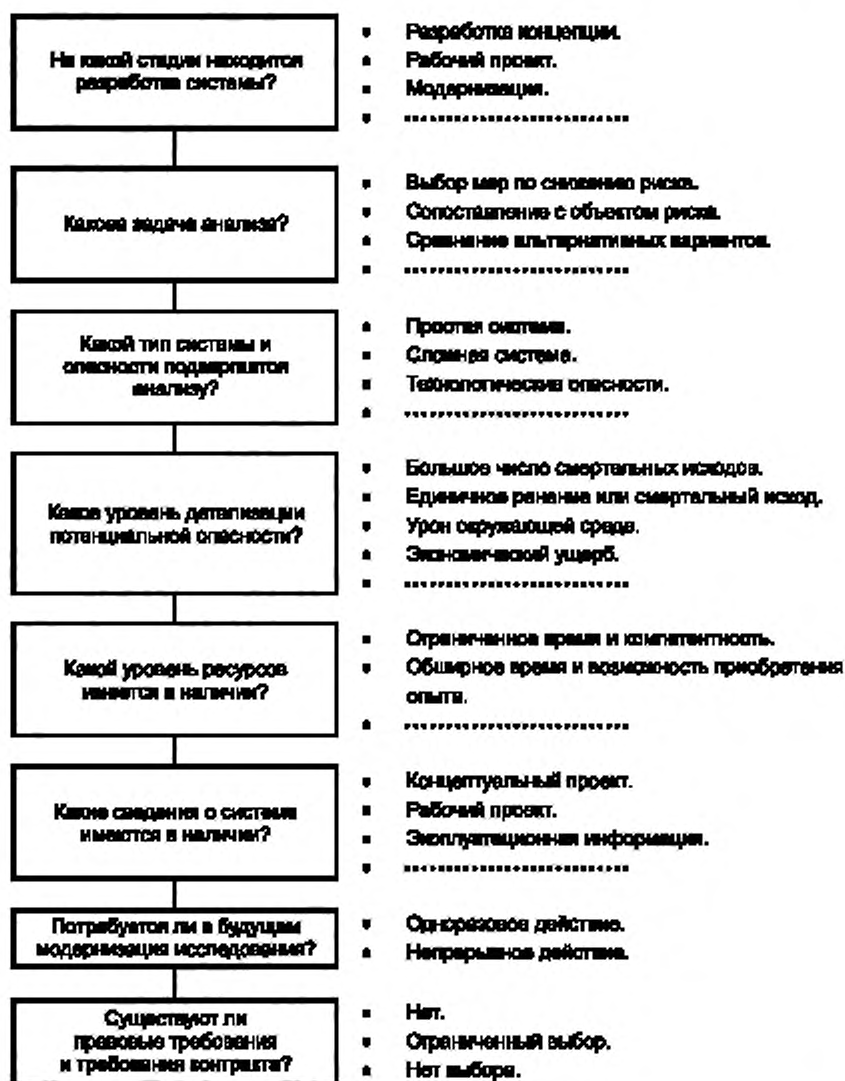 На какой стадии находится
разработка системы?
Разработка концепции.
Рабочий проект.
Модернизация.
Какова задача анализа?
Выбор мер по снижению риска.
Сопоставление с объектом риска.
Сравнение альтернативных вариантов.
Какой тип системы и
опасности подвергаются
анализу?
Простая система.
Сложная система.
Технологические опасности.
Каков уровень детализации
потенциальной опасности?
Большое число смертельных исходов.
Единичное ранение или смертельный исход.
Урон окружающей среде.
Экономический ущерб.
Какой уровень ресурсов
имеется в наличии?
Ограниченное время и компетентность.
Обширное время и возможность приобретения
опыта.
Какие сведения о системе
имеются в наличии?
Концептуальный проект.
Рабочий проект.
Эксплуатационная информация.
Потребуется ли в будущем
модернизация исследования?
Одноразовое действие.
Непрерывное действие.
Существуют ли
правовые требования
и требования контракта?
Нет.
Ограниченный выбор.
Нет выбора.